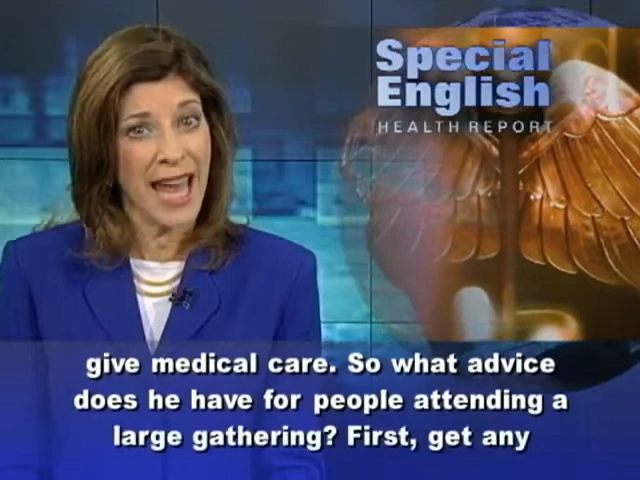 Special
English
HEALTH REPORT
give medical care. So what advice
does he have for people attending a
large gathering? First, get any